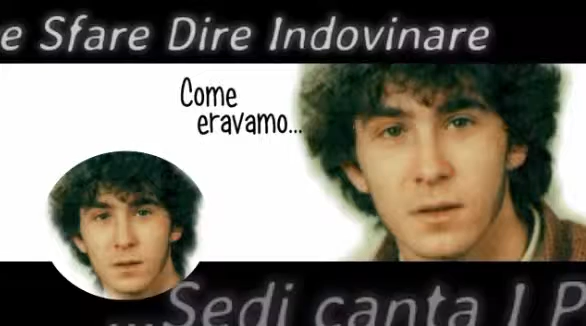 e Sfare Dire Indovinare
Come
eravamo...
...Sedi canta I P